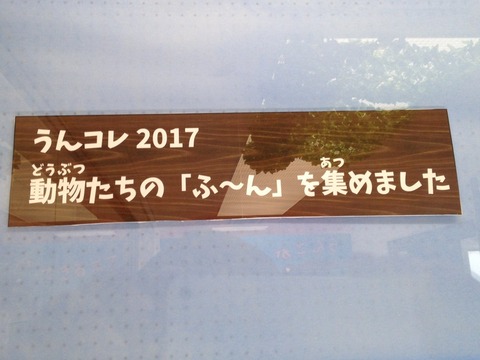 うんコレ 2017
動物たちの「ふ～ん」を集めました
どうぶつ
あつ